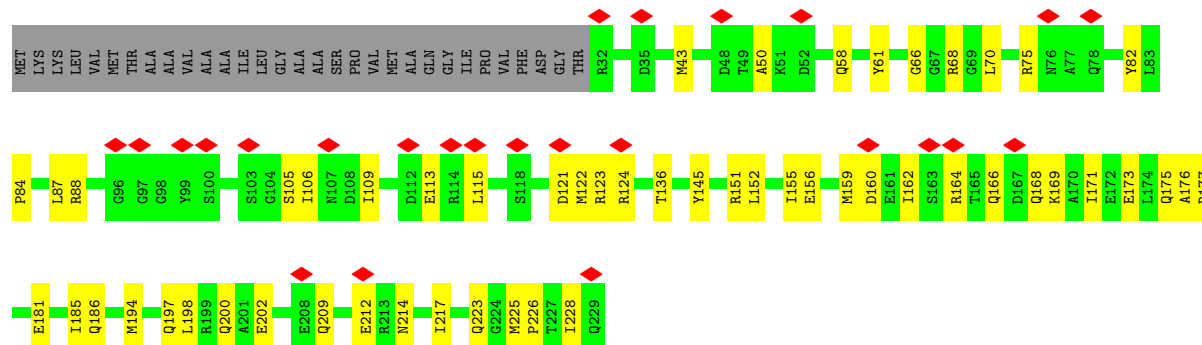 MET LYS LYS LEU VAL MET THR ALA ALA VAL ALA ALA ILE LEU GLY ALA ALA SER PRO VAL MET ALA GLN GLY ILE PRO VAL PHE ASP GLY THR R32 D35 M43 D48 T49 A50 K51 D52 Q58 Y61 G66 G67 R68 G69 L70 R75 N76 A77 Q78 Y82 L83
P84 L87 R88 G96 G97 G98 Y99 S100 S103 G104 S105 I106 N107 D108 I109 D112 E113 R114 L115 S118 D121 M122 R123 R124 T136 Y145 R151 L152 I155 E156 M159 D160 E161 I162 S163 R164 T165 Q166 D167 Q168 K169 A170 I171 E172 E173 L174 Q175 A176
E181 I185 Q186 M194 Q197 L198 R199 Q200 A201 E202 E208 Q209 E212 R213 N214 I217 Q223 G224 M225 P226 T227 I228 Q229